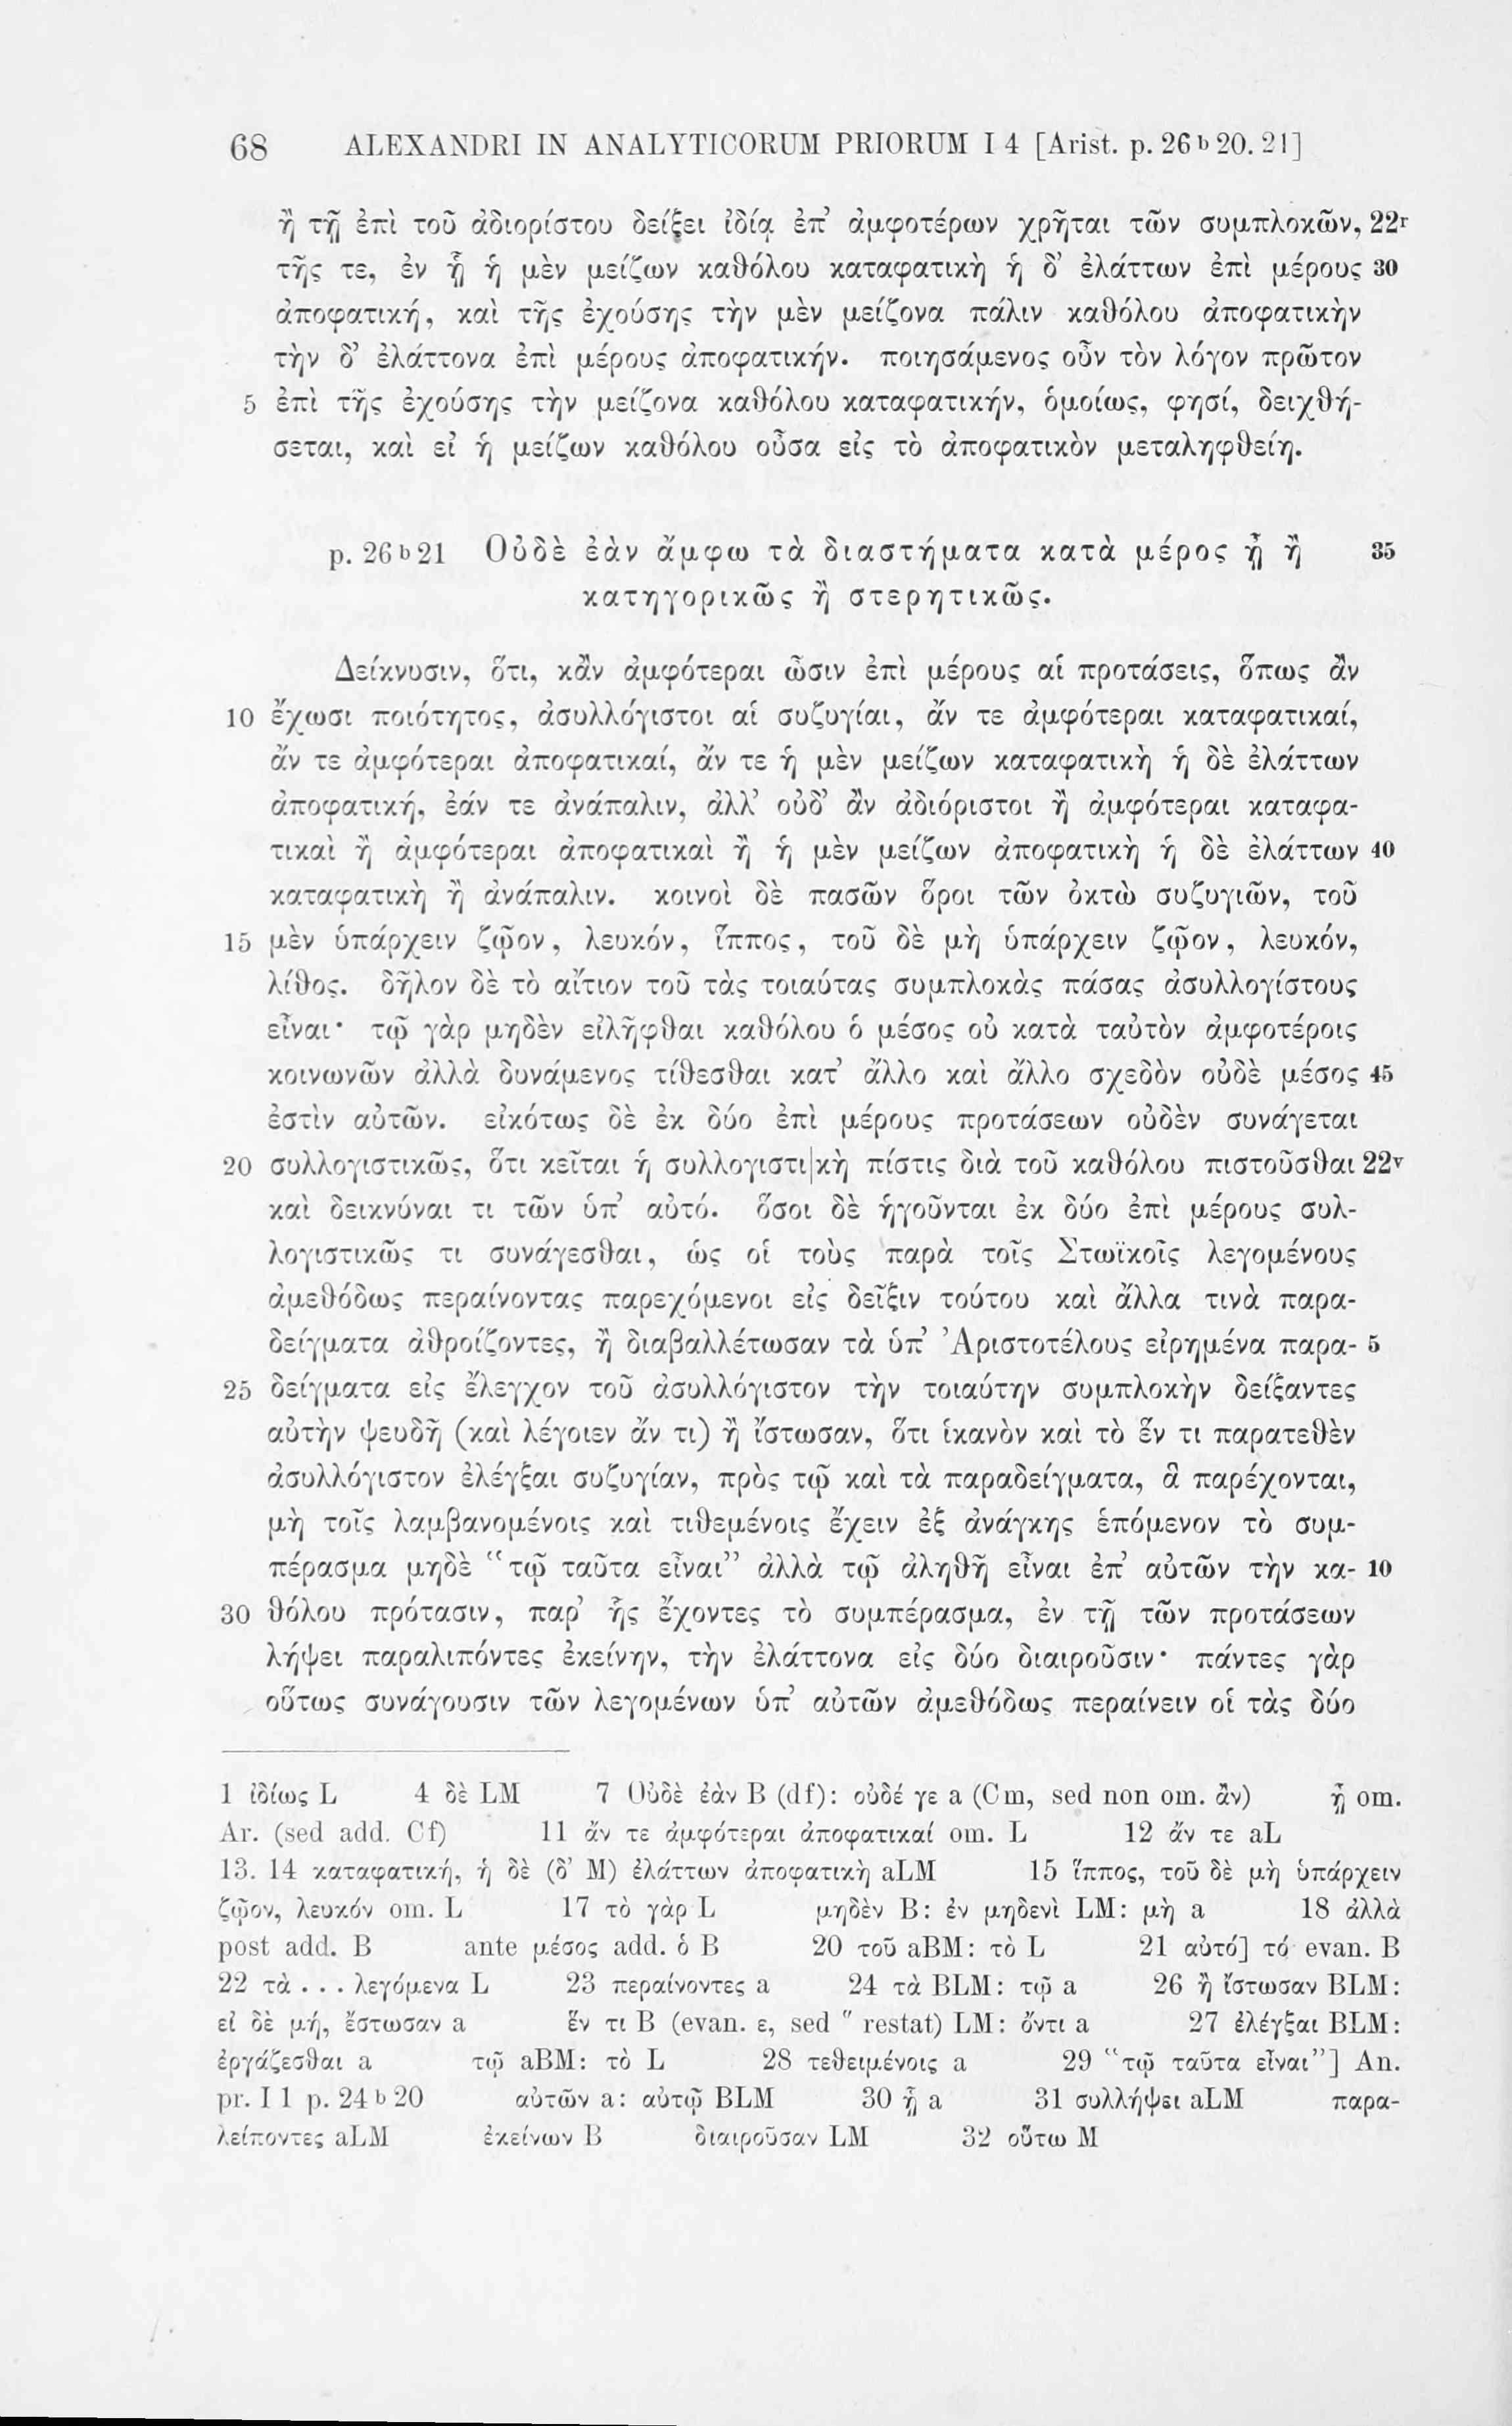 68 ALEXANDRI IN ANALYTICORUM PRIORUM I 4 [Arist. p. 26 b 20. 21]
ἢ τῇ ἐπὶ τοῦ ἀδιορίστου δείξει ἰδίᾳ ἐπ’ ἀμφοτέρων χρῆται τῶν συμπλοκῶν, 22r
τῆς τε, ἐν ᾗ ἡ μὲν μείζων καθόλου καταφατικὴ ἡ δ’ ἐλάττων ἐπὶ μέρους 30
ἀποφατική, καὶ τῆς ἐχούσης τὴν μὲν μείζονα πάλιν καθόλου ἀποφατικὴν
τὴν δ’ ἐλάττονα ἐπὶ μέρους ἀποφατικήν. ποιησάμενος οὖν τὸν λόγον πρῶτον
5 ἐπὶ τῆς ἐχούσης τὴν μείζονα καθόλου καταφατικήν, ὁμοίως, φησί, δειχθή-
σεται, καὶ εἰ ἡ μείζων καθόλου οὖσα εἰς τὸ ἀποφατικὸν μεταληφθείη.
p. 26 b 21 Οὐδὲ ἐὰν ἄμφω τὰ διαστήματα κατὰ μέρος ᾖ ἢ 35
κατηγορικῶς ἢ στερητικῶς.
Δείκνυσιν, ὅτι, κἂν ἀμφότεραι ὦσιν ἐπὶ μέρους αἱ προτάσεις, ὅπως ἂν
10 ἔχωσι ποιότητος, ἀσυλλόγιστοι αἱ συζυγίαι, ἄν τε ἀμφότεραι καταφατικαί,
ἄν τε ἀμφότεραι ἀποφατικαί, ἄν τε ἡ μὲν μείζων καταφατικὴ ἡ δὲ ἐλάττων
ἀποφατική, ἐάν τε ἀνάπαλιν, ἀλλ’ οὐδ’ ἂν ἀδιόριστοι ἢ ἀμφότεραι καταφα-
τικαὶ ἢ ἀμφότεραι ἀποφατικαὶ ἢ ἡ μὲν μείζων ἀποφατικὴ ἡ δὲ ἐλάττων 40
καταφατικὴ ἢ ἀνάπαλιν. κοινοὶ δὲ πασῶν ὅροι τῶν ὀκτὼ συζυγιῶν, τοῦ
15 μὲν ὑπάρχειν ζῷον, λευκόν, ἵππος, τοῦ δὲ μὴ ὑπάρχειν ζῷον, λευκόν,
λίθος. δῆλον δὲ τὸ αἴτιον τοῦ τὰς τοιαύτας συμπλοκὰς πάσας ἀσυλλογίστους
εἶναι· τῷ γὰρ μηδὲν εἰλῆφθαι καθόλου ὁ μέσος οὐ κατὰ ταὐτὸν ἀμφοτέροις
κοινωνῶν ἀλλὰ δυνάμενος τίθεσθαι κατ’ ἄλλο καὶ ἄλλο σχεδὸν οὐδὲ μέσος 45
ἐστὶν αὐτῶν. εἰκότως δὲ ἐκ δύο ἐπὶ μέρους προτάσεων οὐδὲν συνάγεται
20 συλλογιστικῶς, ὅτι κεῖται ἡ συλλογιστι|κὴ πίστις διὰ τοῦ καθόλου πιστοῦσθαι 22v
καὶ δεικνύναι τι τῶν ὑπ’ αὐτό. ὅσοι δὲ ἡγοῦνται ἐκ δύο ἐπὶ μέρους συλ-
λογιστικῶς τι συνάγεσθαι, ὡς οἱ τοὺς παρὰ τοῖς Στωϊκοῖς λεγομένους
ἀμεθόδως περαίνοντας παρεχόμενοι εἰς δεῖξιν τούτου καὶ ἄλλα τινὰ παρα-
δείγματα ἀθροίζοντες, ἢ διαβαλλέτωσαν τὰ ὑπ’ Ἀριστοτέλους εἰρημένα παρα- 5
25 δείγματα εἰς ἔλεγχον τοῦ ἀσυλλόγιστον τὴν τοιαύτην συμπλοκὴν δείξαντες
αὐτὴν ψευδῆ (καὶ λέγοιεν ἄν τι) ἢ ἴστωσαν, ὅτι ἱκανὸν καὶ τὸ ἕν τι παρατεθὲν
ἀσυλλόγιστον ἐλέγξαι συζυγίαν, πρὸς τῷ καὶ τὰ παραδείγματα, ἃ παρέχονται,
μὴ τοῖς λαμβανομένοις καὶ τιθεμένοις ἔχειν ἐξ ἀνάγκης ἑπόμενον τὸ συμ-
πέρασμα μηδὲ “τῷ ταῦτα εἶναι” ἀλλὰ τῷ ἀληθῆ εἶναι ἐπ’ αὐτῶν τὴν κα- 10
30 θόλου πρότασιν, παρ’ ἧς ἔχοντες τὸ συμπέρασμα, ἐν τῇ τῶν προτάσεων
λήψει παραλιπόντες ἐκείνην, τὴν ἐλάττονα εἰς δύο διαιροῦσιν· πάντες γὰρ
οὕτως συνάγουσιν τῶν λεγομένων ὑπ’ αὐτῶν ἀμεθόδως περαίνειν οἱ τὰς δύο
1 ἰδίως L 4 δὲ LM 7 Οὐδὲ ἐὰν B (df): οὐδέ γε a (Cm, sed non om. ἂν) ᾖ om.
Ar. (sed add. Cf) 11 ἄν τε ἀμφότεραι ἀποφατικαί om. L 12 ἄν τε aL
13. 14 καταφατική, ἡ δὲ (δ’ M) ἐλάττων ἀποφατικὴ aLM 15 ἵππος, τοῦ δὲ μὴ ὑπάρχειν
ζῷον, λευκόν om. L 17 τὸ γὰρ L μηδὲν B: ἐν μηδενὶ LM: μὴ a 18 ἀλλὰ
post add. B ante μέσος add. ὁ B 20 τοῦ aBM: τὸ L 21 αὐτό] τό evan. B
22 τὰ . . . λεγόμενα L 23 περαίνοντες a 24 τὰ BLM: τῷ a 26 ἢ ἴστωσαν BLM:
εἰ δὲ μή, ἔστωσαν a ἕν τι B (evan. ε, sed ῞ restat) LM: ὄντι a 27 ἐλέγξαι BLM:
ἐργάζεσθαι a τῷ aBM: τὸ L 28 τεθειμένοις a 29 “τῷ ταῦτα εἶναι”] An.
pr. I 1 p. 24 b 20 αὐτῶν a: αὐτῷ BLM 30 ᾗ a 31 συλλήψει aLM παρα-
λείποντες aLM ἐκείνων B διαιροῦσαν LM 32 οὕτω M